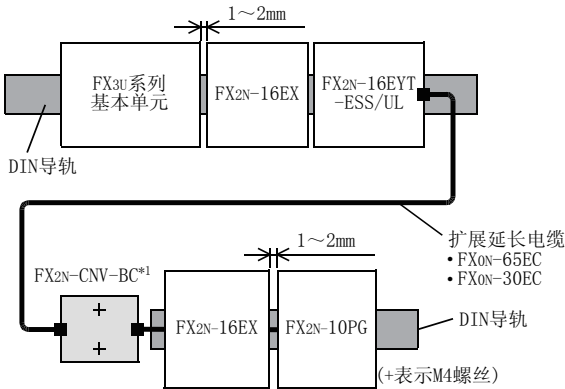 1～2mm
FX3U系列
基本单元
FX2N-16EX
FX2N-16EYT
-ESS/UL
DIN导轨
扩展延长电缆
•FX0N-65EC
•FX0N-30EC
1～2mm
FX2N-CNV-BC*1
FX2N-16EX
FX2N-10PG
DIN导轨
(+表示M4螺丝)